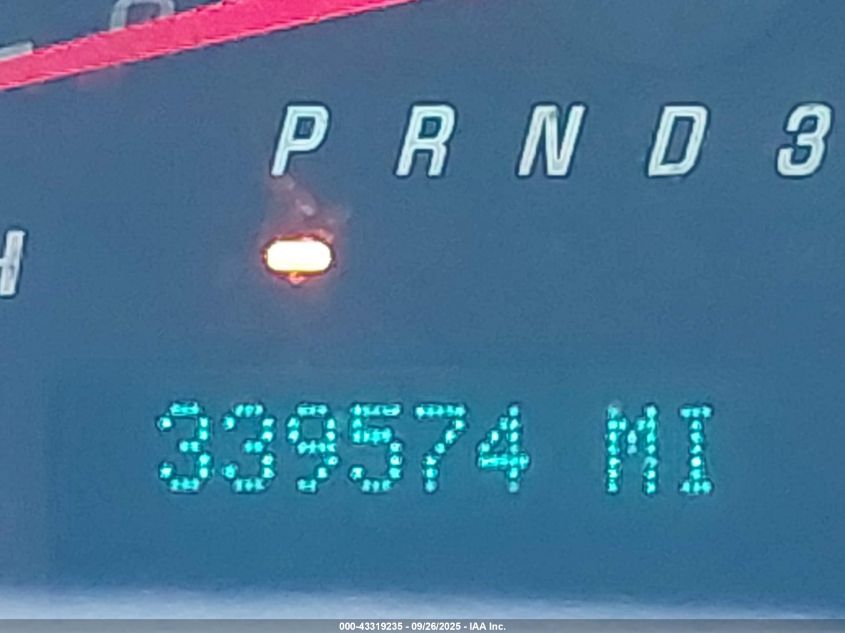 P R N D 3
H
339574 MI
000-43319235 - 09/26/2025 - IAA Inc.